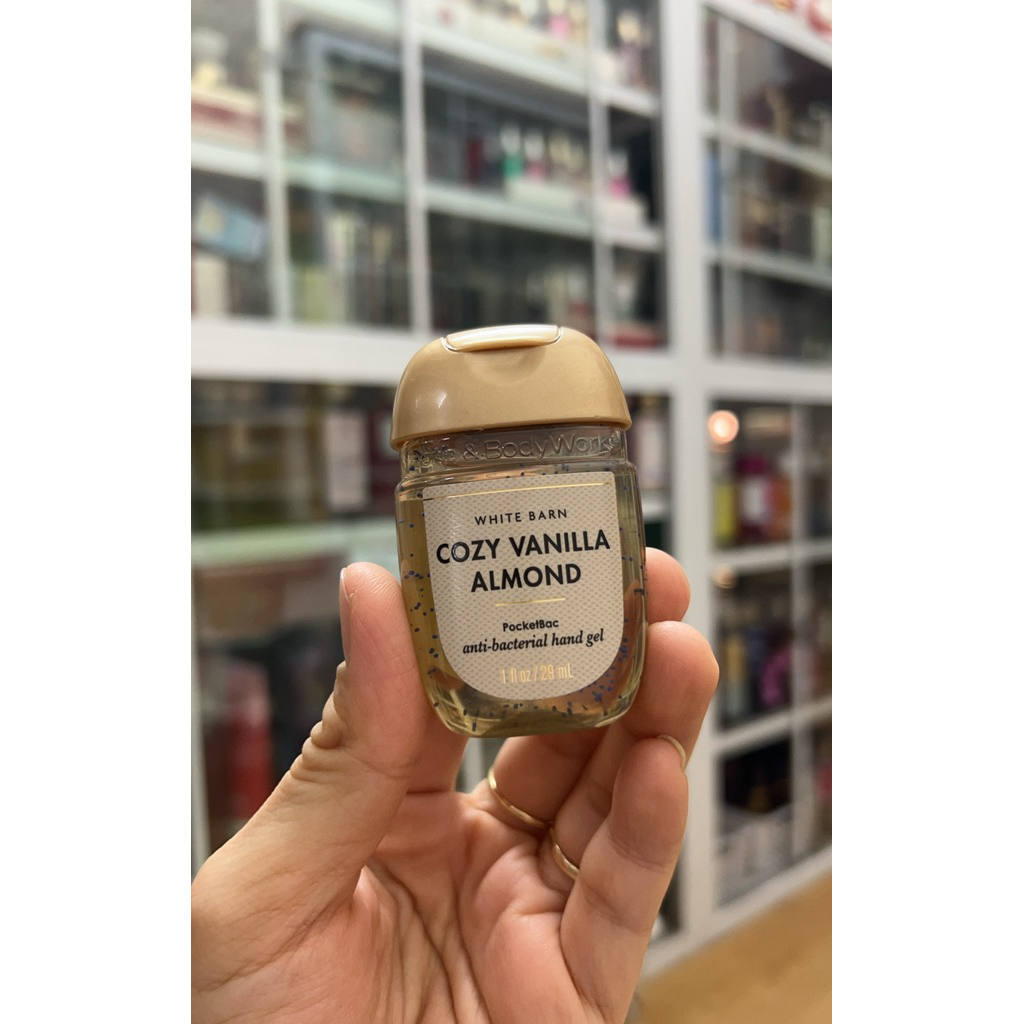 Bath & Body Works
WHITE BARN
COZY VANILLA
ALMOND
PocketBac
anti-bacterial hand gel
1 fl oz / 29 mL